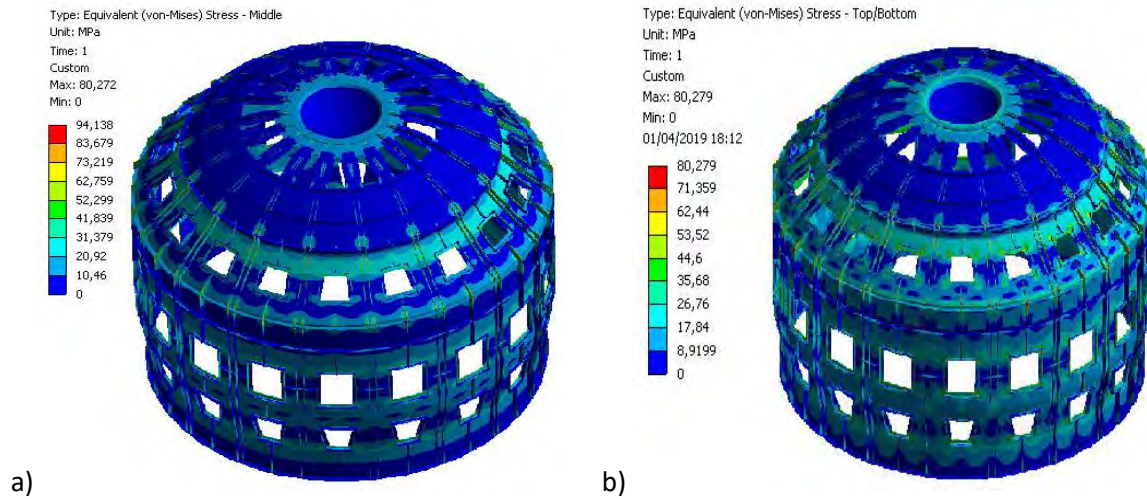 Type: Equivalent (von-Mises) Stress - Middle
Unit: MPa
Time: 1
Custom
Max: 80,272
Min: 0
94,138
83,679
73,219
62,759
52,299
41,839
31,379
20,92
10,46
0
a)
Type: Equivalent (von-Mises) Stress - Top/Bottom
Unit: MPa
Time: 1
Custom
Max: 80,279
Min: 0
01/04/2019 18:12
80,279
71,359
62,44
53,52
44,6
35,68
26,76
17,84
8,9199
0
b)